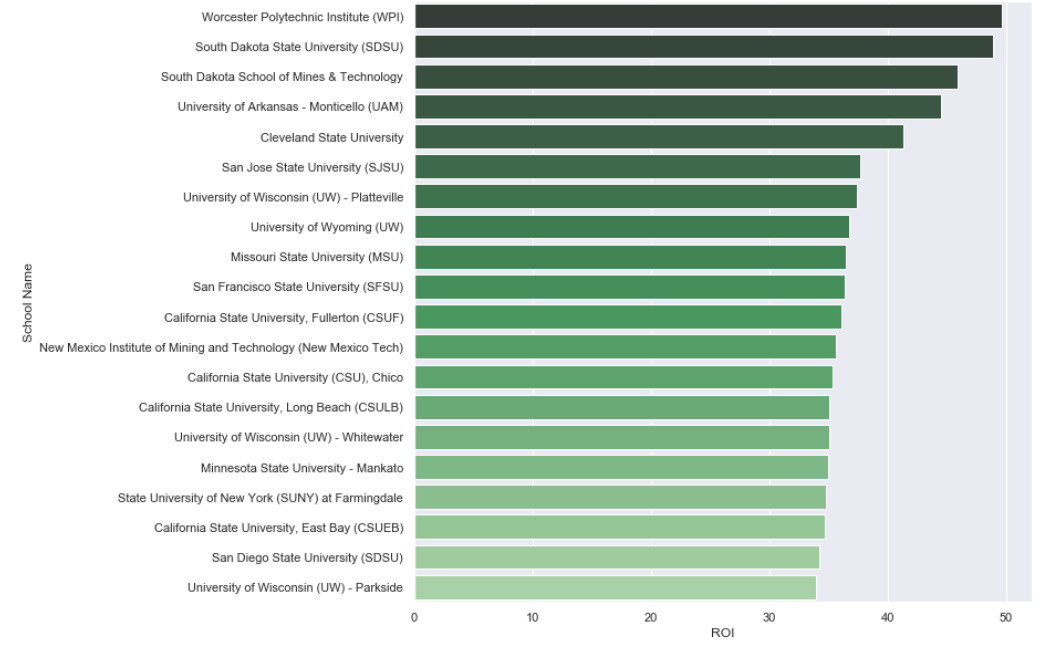 Worcester Polytechnic Institute (WPI)
South Dakota State University (SDSU)
South Dakota School of Mines & Technology
University of Arkansas - Monticello (UAM)
Cleveland State University
San Jose State University (SJSU)
University of Wisconsin (UW) - Platteville
University of Wyoming (UW)
Missouri State University (MSU)
San Francisco State University (SFSU)
California State University, Fullerton (CSUF)
New Mexico Institute of Mining and Technology (New Mexico Tech)
California State University (CSU), Chico
California State University, Long Beach (CSULB)
University of Wisconsin (UW) - Whitewater
Minnesota State University - Mankato
State University of New York (SUNY) at Farmingdale
California State University, East Bay (CSUEB)
San Diego State University (SDSU)
University of Wisconsin (UW) - Parkside
School Name
0 10 20 30 40 50
ROI